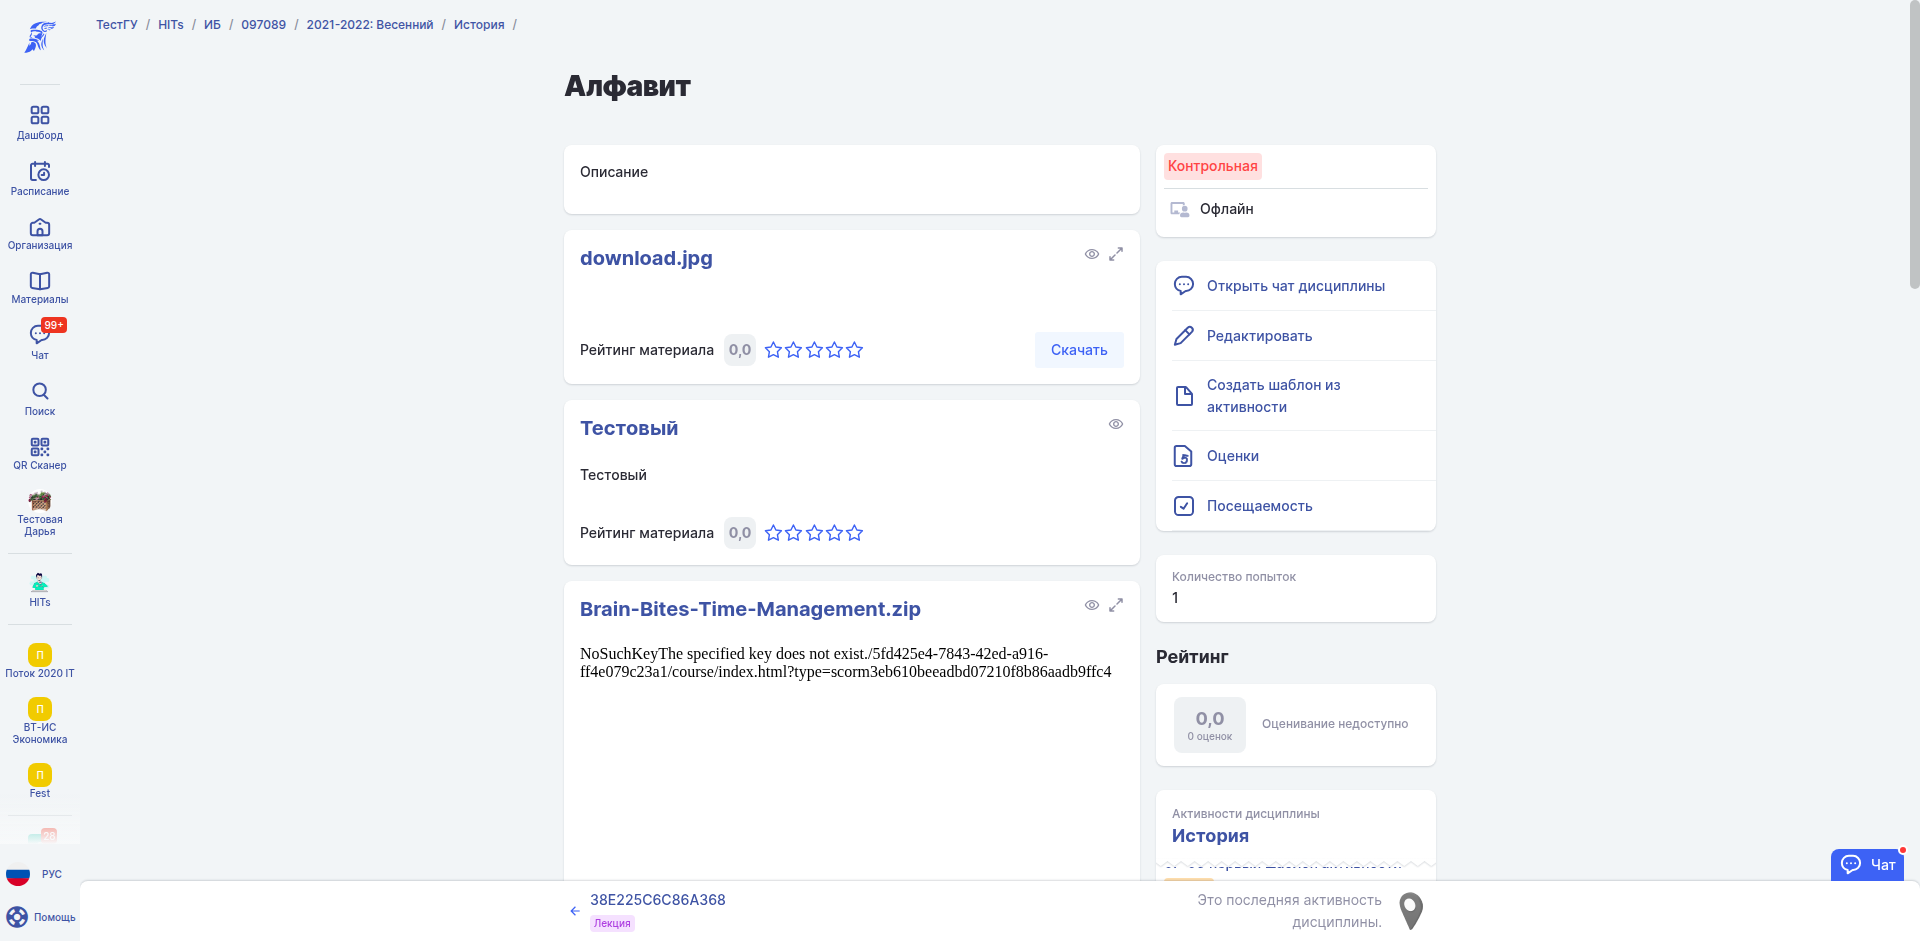 ТестГУ / HITs / ИБ / 097089 / 2021-2022: Весенний / История /
Дашборд
Расписание
Организация
Материалы
99+
Чат
Поиск
QR Сканер
Тестовая
Дарья
HITs
П
Поток 2020 IT
П
ВТ-ИС
Экономика
П
Fest
28
РУС
Помощь
Алфавит
Описание
download.jpg
Рейтинг материала 0,0
Скачать
Тестовый
Тестовый
Рейтинг материала 0,0
Brain-Bites-Time-Management.zip
NoSuchKeyThe specified key does not exist./5fd425e4-7843-42ed-a916-
ff4e079c23a1/course/index.html?type=scorm3eb610beeadbd07210f8b86aadb9ffc4
Контрольная
Офлайн
Открыть чат дисциплины
Редактировать
Создать шаблон из
активности
5
Оценки
Посещаемость
Количество попыток
1
Рейтинг
0,0
0 оценок
Оценивание недоступно
Активности дисциплины
История
Чат
38E225C6C86A368
Лекция
Это последняя активность
дисциплины.